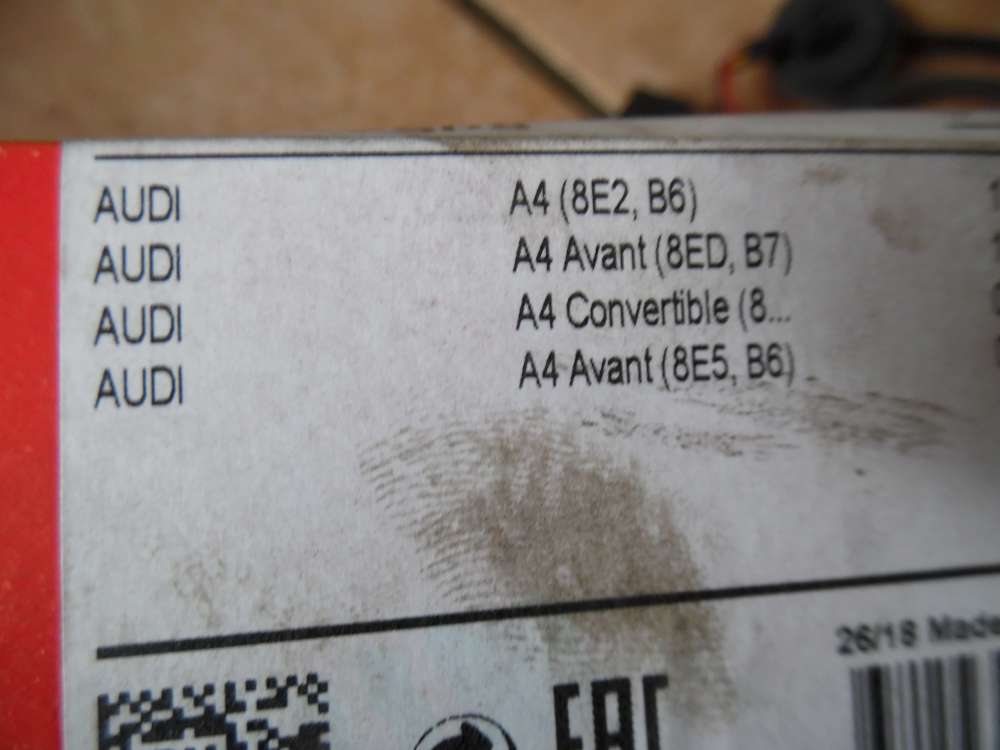 AUDI A4 (8E2, B6)
AUDI A4 Avant (8ED, B7)
AUDI A4 Convertible (8...
AUDI A4 Avant (8E5, B6)
26/18 Made
EAC